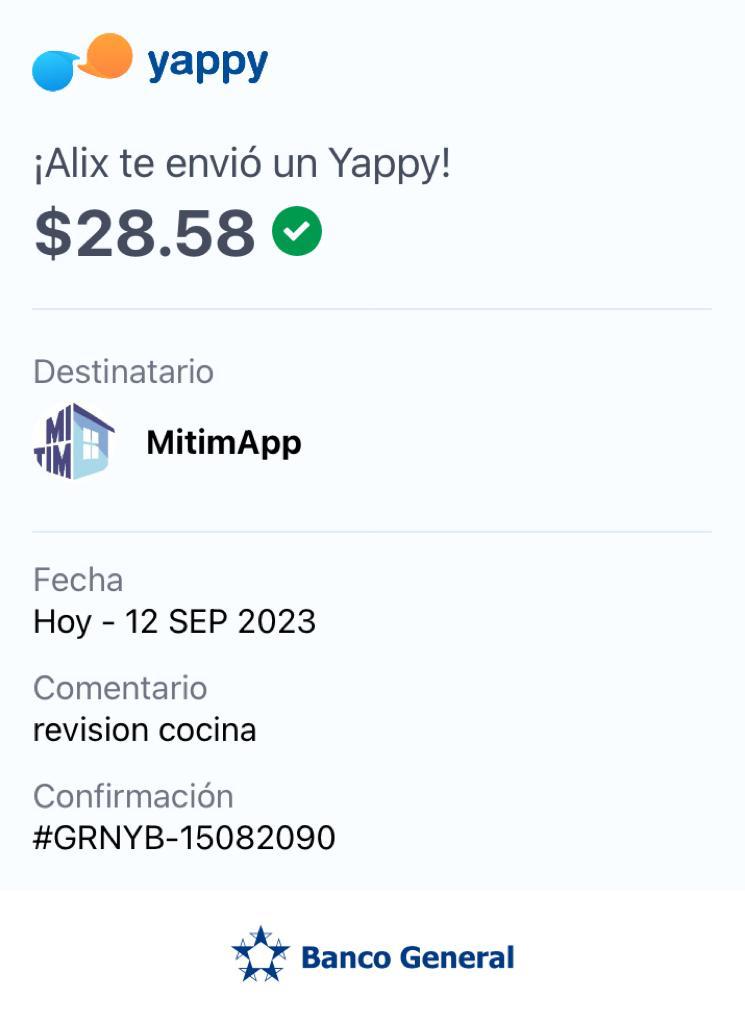 yappy
¡Alix te envió un Yappy!
$28.58
Destinatario
MI
TIM
MitimApp
Fecha
Hoy - 12 SEP 2023
Comentario
revision cocina
Confirmación
#GRNYB-15082090
Banco General